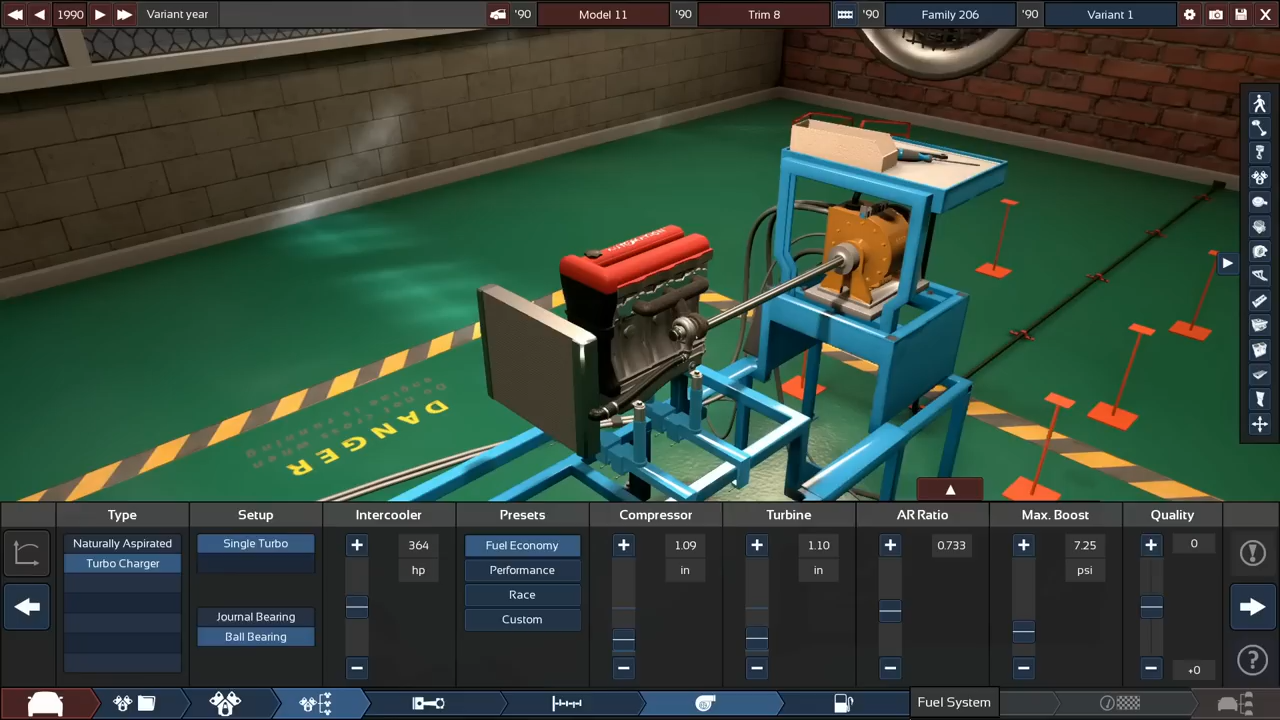 1990 Variant year '90 Model 11 '90 Trim 8 '90 Family 206 '90 Variant 1
DANGER
Type Setup Intercooler Presets Compressor Turbine AR Ratio Max. Boost Quality
Naturally Aspirated Single Turbo 364 Fuel Economy 1.09 1.10 0.733 7.25 0
Turbo Charger hp Performance in in psi
Race
Journal Bearing Custom
Ball Bearing
+0
Fuel System